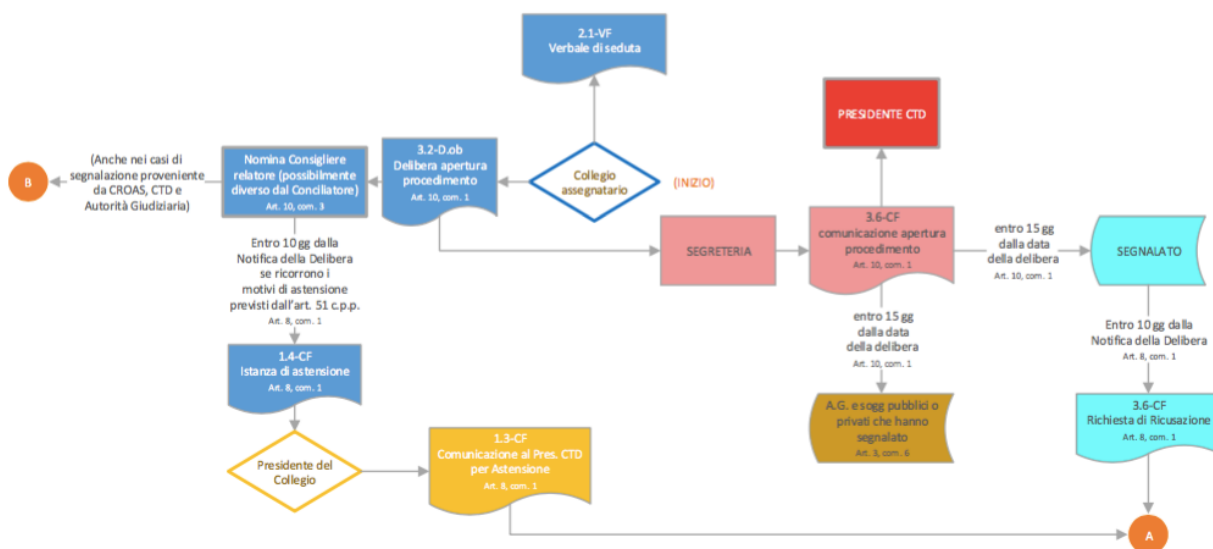 2.1-VF
Verbale di seduta
PRESIDENTE CTD
(Anche nei casi di
segnalazione proveniente
da CROAS, CTD e
Autorità Giudiziaria)
B
Nomina Consigliere
relatore (possibilmente
diverso dal Conciliatore)
Art. 10, com. 3
3.2-D.ob
Delibera apertura
procedimento
Art. 10, com. 1
Collegio
assegnatario
(INIZIO)
SEGRETERIA
3.6-CF
comunicazione apertura
procedimento
Art. 10, com. 1
entro 15 gg
dalla data
della delibera
Art. 10, com. 1
SEGNALATO
Entro 10 gg dalla
Notifica della Delibera
se ricorrono i
motivi di astensione
previsti dall'art. 51 c.p.p.
Art. 8, com. 1
entro 15 gg
dalla data
della delibera
Art. 10, com. 1
Entro 10 gg dalla
Notifica della Delibera
Art. 8, com. 1
1.4-CF
Istanza di astensione
Art. 8, com. 1
A.G. e sogg pubblici o
privati che hanno
segnalato
Art. 3, com. 6
3.6-CF
Richiesta di Ricusazione
Art. 8, com. 1
Presidente del
Collegio
1.3-CF
Comunicazione al Pres. CTD
per Astensione
Art. 8, com. 1
A